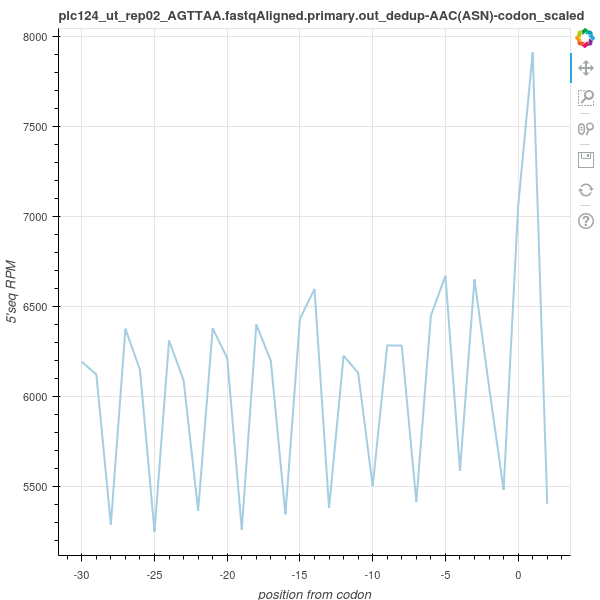 plc124_ut_rep02_AGTTAA.fastqAligned.primary.out_dedup-AAC(ASN)-codon_scaled
8000
7500
7000
6500
6000
5500
5'seq RPM
-30 -25 -20 -15 -10 -5 0
position from codon